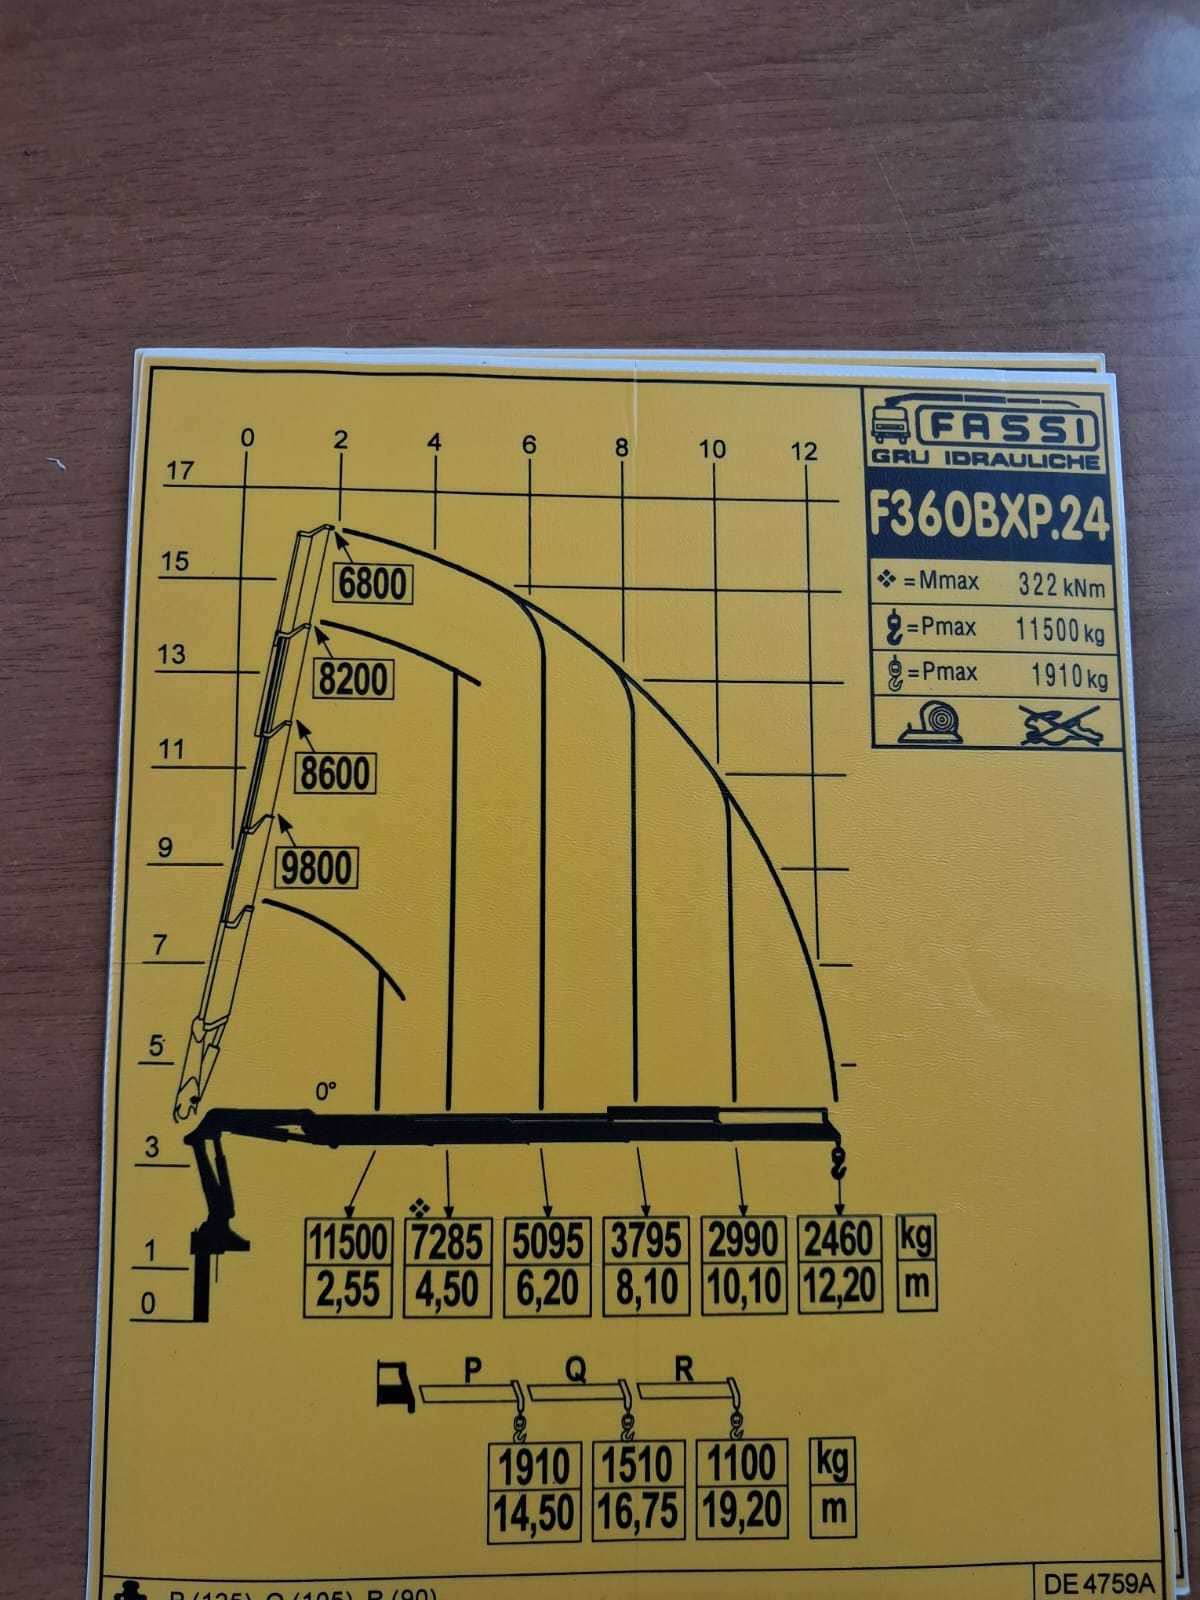 FASSI
GRU IDRAULICHE
F360BXP.24
= Mmax 322 kNm
=Pmax 11500 kg
=Pmax 1910 kg
0 2 4 6 8 10 12
17
15
13
11
9
7
5
3
1
0
6800
8200
8600
9800
0°
11500 7285 5095 3795 2990 2460 kg
2,55 4,50 6,20 8,10 10,10 12,20 m
P Q R
1910 1510 1100 kg
14,50 16,75 19,20 m
P (125) Q (105) R (90)
DE 4759A